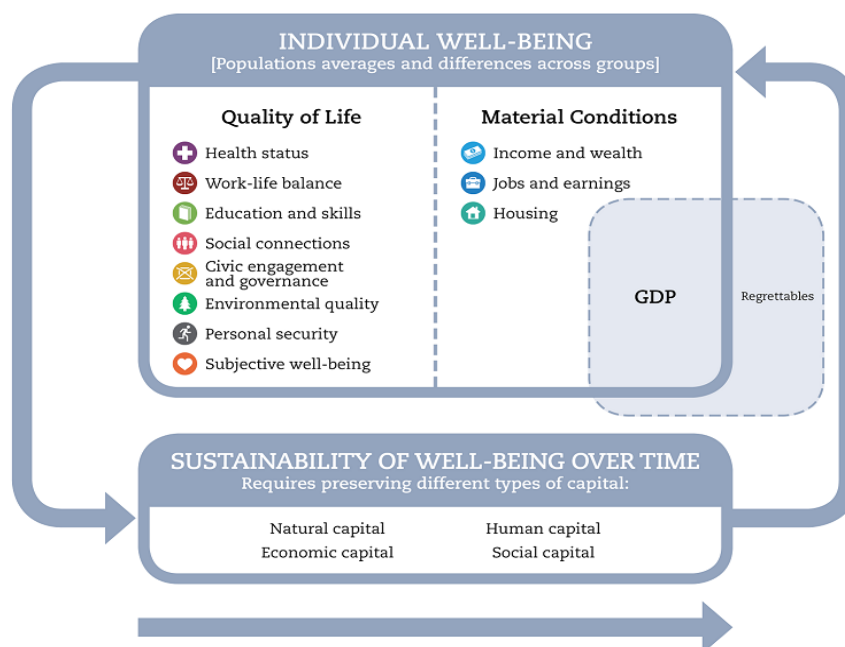 INDIVIDUAL WELL-BEING
[Populations averages and differences across groups]
Quality of Life
Health status
Work-life balance
Education and skills
Social connections
Civic engagement
and governance
Environmental quality
Personal security
Subjective well-being
Material Conditions
Income and wealth
Jobs and earnings
Housing
GDP
Regrettables
SUSTAINABILITY OF WELL-BEING OVER TIME
Requires preserving different types of capital:
Natural capital
Human capital
Economic capital
Social capital